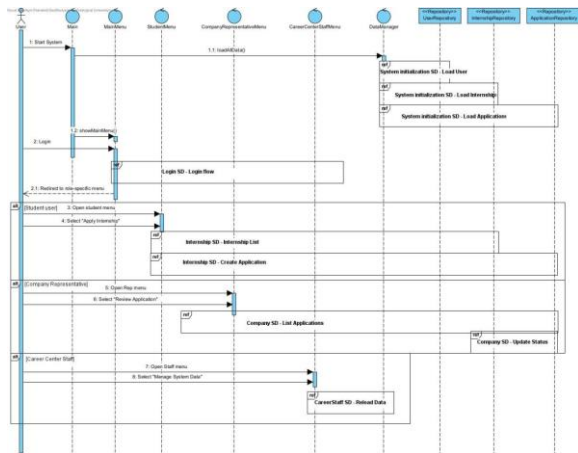 User
Main
MainMenu
StudentMenu
CompanyRepresentativeMenu
CareerCenterStaffMenu
DataManager
<<Repository>>
UserRepository
<<Repository>>
InternshipRepository
<<Repository>>
ApplicationRepository
1: Start System
1.1: loadAllData()
ref
System initialization SD - Load User
ref
System initialization SD - Load Internship
ref
System initialization SD - Load Applications
1.2: showMainMenu()
2: Login
ref
Login SD - Login flow
2.1: Redirect to role-specific menu
alt
[Student user]
3: Open student menu
4: Select "Apply Internship"
ref
Internship SD - Internship List
ref
Internship SD - Create Application
alt
[Company Representative]
5: Open Rep menu
6: Select "Review Application"
ref
Company SD - List Applications
ref
Company SD - Update Status
alt
[Career Center Staff]
7: Open Staff menu
8: Select "Manage System Data"
ref
CareerStaff SD - Reload Data